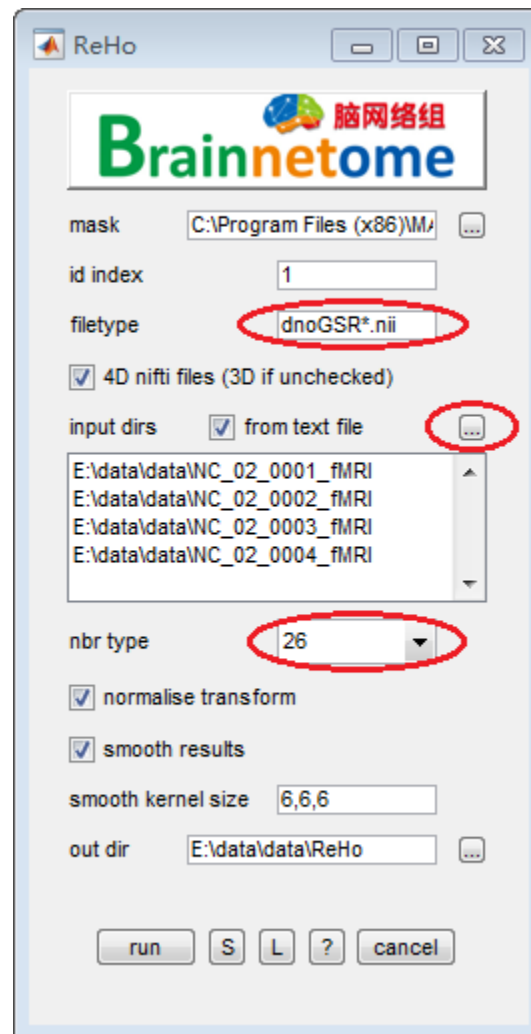 ReHo
脑网络组
Brainnetome
mask C:\Program Files (x86)\MA ...
id index 1
filetype dnoGSR*.nii
4D nifti files (3D if unchecked)
input dirs from text file ...
E:\data\data\NC_02_0001_fMRI
E:\data\data\NC_02_0002_fMRI
E:\data\data\NC_02_0003_fMRI
E:\data\data\NC_02_0004_fMRI
nbr type 26
normalise transform
smooth results
smooth kernel size 6,6,6
out dir E:\data\data\ReHo ...
run S L ? cancel